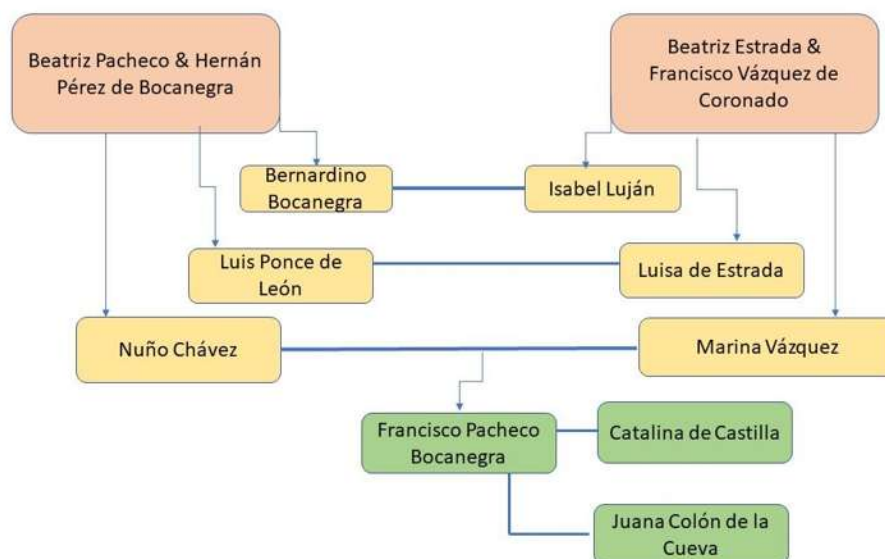 Beatriz Pacheco & Hernán
Pérez de Bocanegra
Beatriz Estrada &
Francisco Vázquez de
Coronado
Bernardino
Bocanegra
Isabel Luján
Luis Ponce de
León
Luisa de Estrada
Nuño Chávez
Marina Vázquez
Francisco Pacheco
Bocanegra
Catalina de Castilla
Juana Colón de la
Cueva